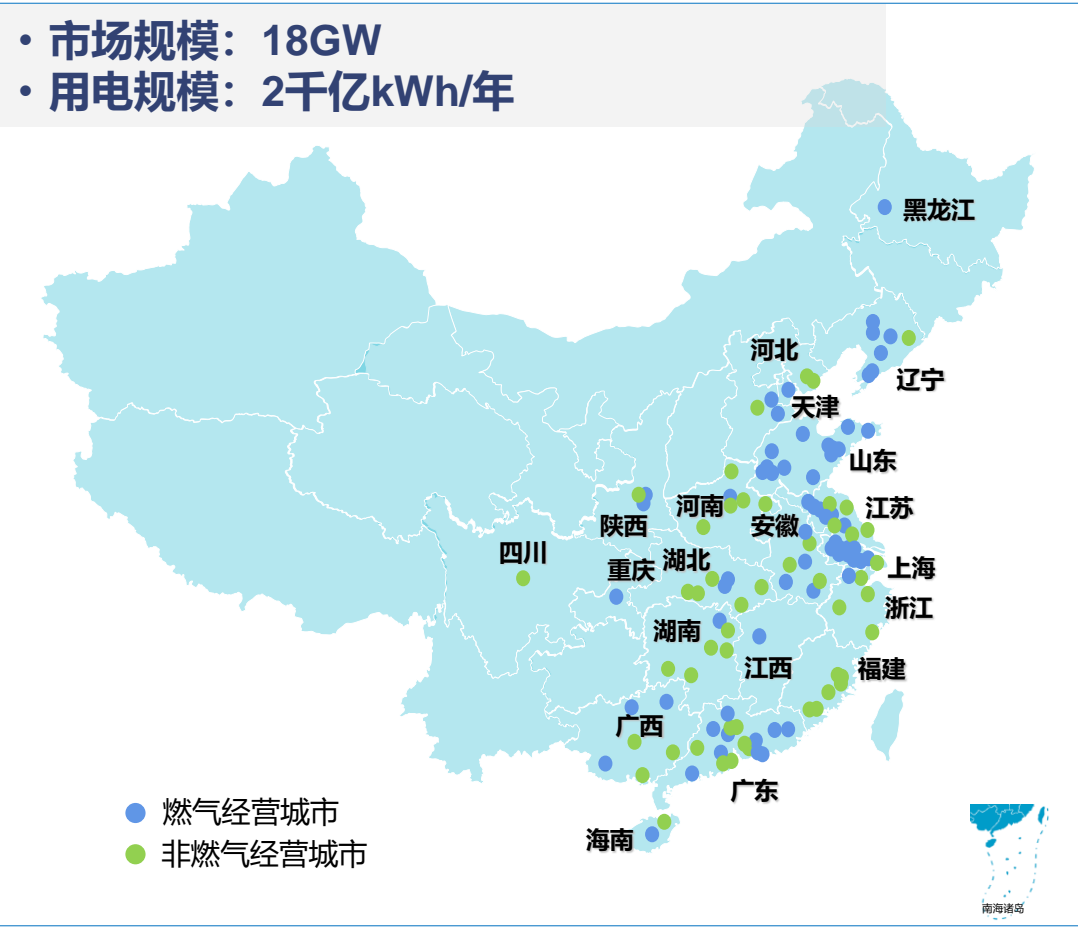 • 市场规模：18GW
• 用电规模：2千亿kWh/年
黑龙江
河北
辽宁
天津
山东
河南
江苏
陕西
安徽
四川
重庆
湖北
上海
浙江
湖南
江西
福建
广西
广东
燃气经营城市
海南
非燃气经营城市
南海诸岛